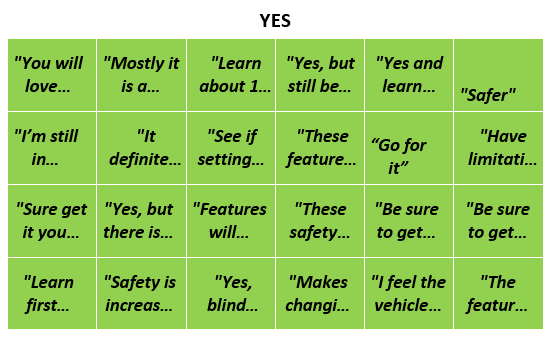 YES
"You will
love...
"Mostly it
is a...
"Learn
about 1...
"Yes, but
still be...
"Yes and
learn...
"Safer"
"I'm still
in...
"It
definite...
"See if
setting...
"These
feature...
“Go for
it”
"Have
limitati...
"Sure get
it you...
"Yes, but
there is...
"Features
will...
"These
safety...
"Be sure
to get...
"Be sure
to get...
"Learn
first...
"Safety is
increas...
"Yes,
blind...
"Makes
changi...
"I feel the
vehicle...
"The
featur...